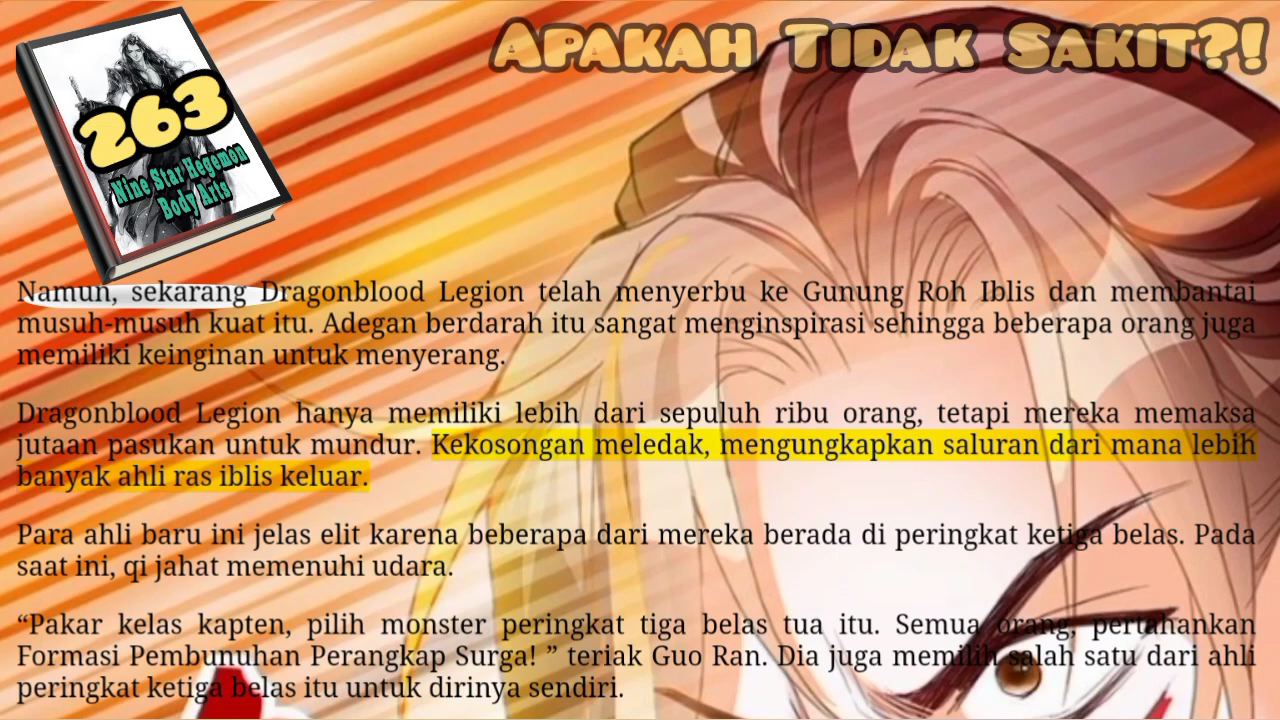 Apakah Tidak Sakit?!
263
Nine Star Hegemon
Body Arts
Namun, sekarang Dragonblood Legion telah menyerbu ke Gunung Roh Iblis dan membantai
musuh-musuh kuat itu. Adegan berdarah itu sangat menginspirasi sehingga beberapa orang juga
memiliki keinginan untuk menyerang.
Dragonblood Legion hanya memiliki lebih dari sepuluh ribu orang, tetapi mereka memaksa
jutaan pasukan untuk mundur. Kekosongan meledak, mengungkapkan saluran dari mana lebih
banyak ahli ras iblis keluar.
Para ahli baru ini jelas elit karena beberapa dari mereka berada di peringkat ketiga belas. Pada
saat ini, qi jahat memenuhi udara.
“Pakar kelas kapten, pilih monster peringkat tiga belas tua itu. Semua orang, pertahankan
Formasi Pembunuhan Perangkap Surga! ” teriak Guo Ran. Dia juga memilih salah satu dari ahli
peringkat ketiga belas itu untuk dirinya sendiri.